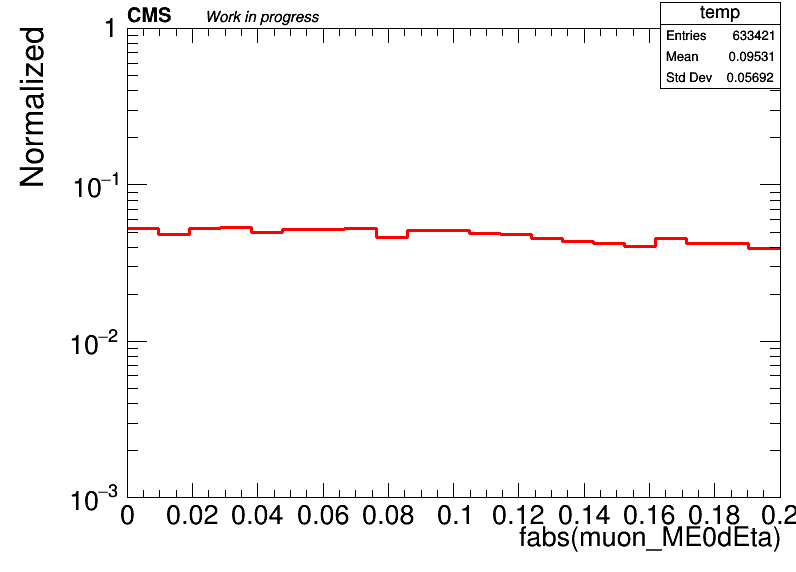 CMS Work in progress
temp
Entries 633421
Mean 0.09531
Std Dev 0.05692
Normalized
1
10⁻¹
10⁻²
10⁻³
0 0.02 0.04 0.06 0.08 0.1 0.12 0.14 0.16 0.18 0.2
fabs(muon_ME0dEta)